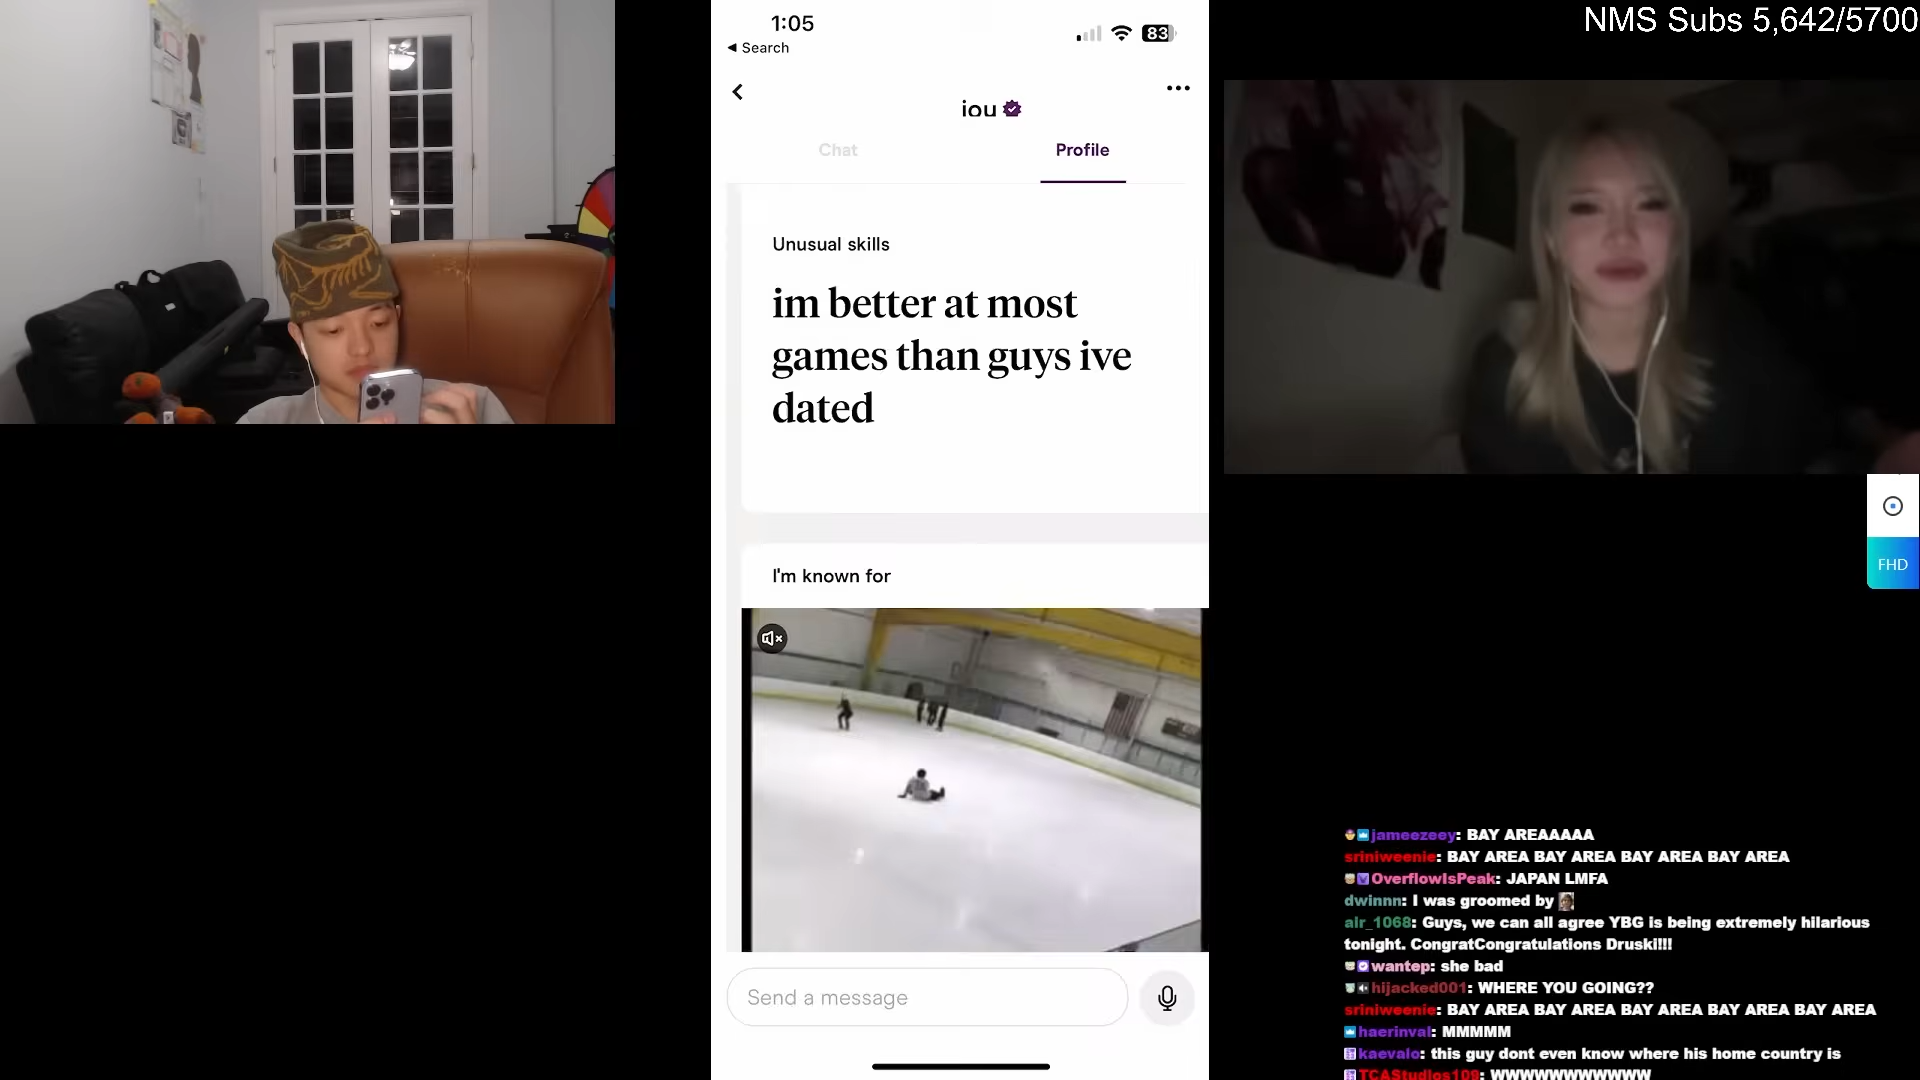 NMS Subs 5,642/5700
1:05
83
◄ Search
iou
Chat
Profile
Unusual skills
im better at most
games than guys ive
dated
I'm known for
FHD
Send a message
jameezeey: BAY AREAAAAA
sriniweenie: BAY AREA BAY AREA BAY AREA BAY AREA
OverflowIsPeak: JAPAN LMFA
dwinnn: I was groomed by
air_1068: Guys, we can all agree YBG is being extremely hilarious
tonight. CongratCongratulations Druski!!!
wantep: she bad
hijacked001: WHERE YOU GOING??
sriniweenie: BAY AREA BAY AREA BAY AREA BAY AREA BAY AREA
haerinval: MMMMM
kaevalo: this guy dont even know where his home country is
TCAStudios109: WWWWWWWWWWW